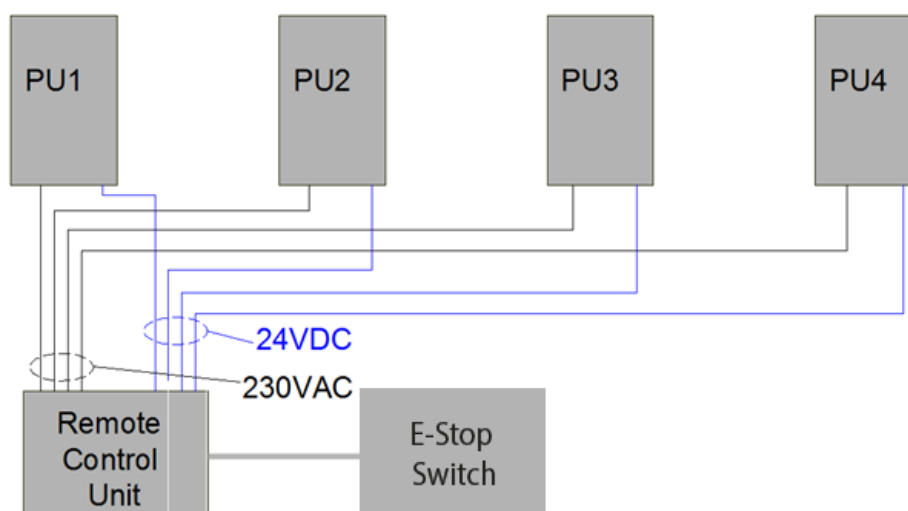 PU1
PU2
PU3
PU4
24VDC
230VAC
Remote
Control
Unit
E-Stop
Switch